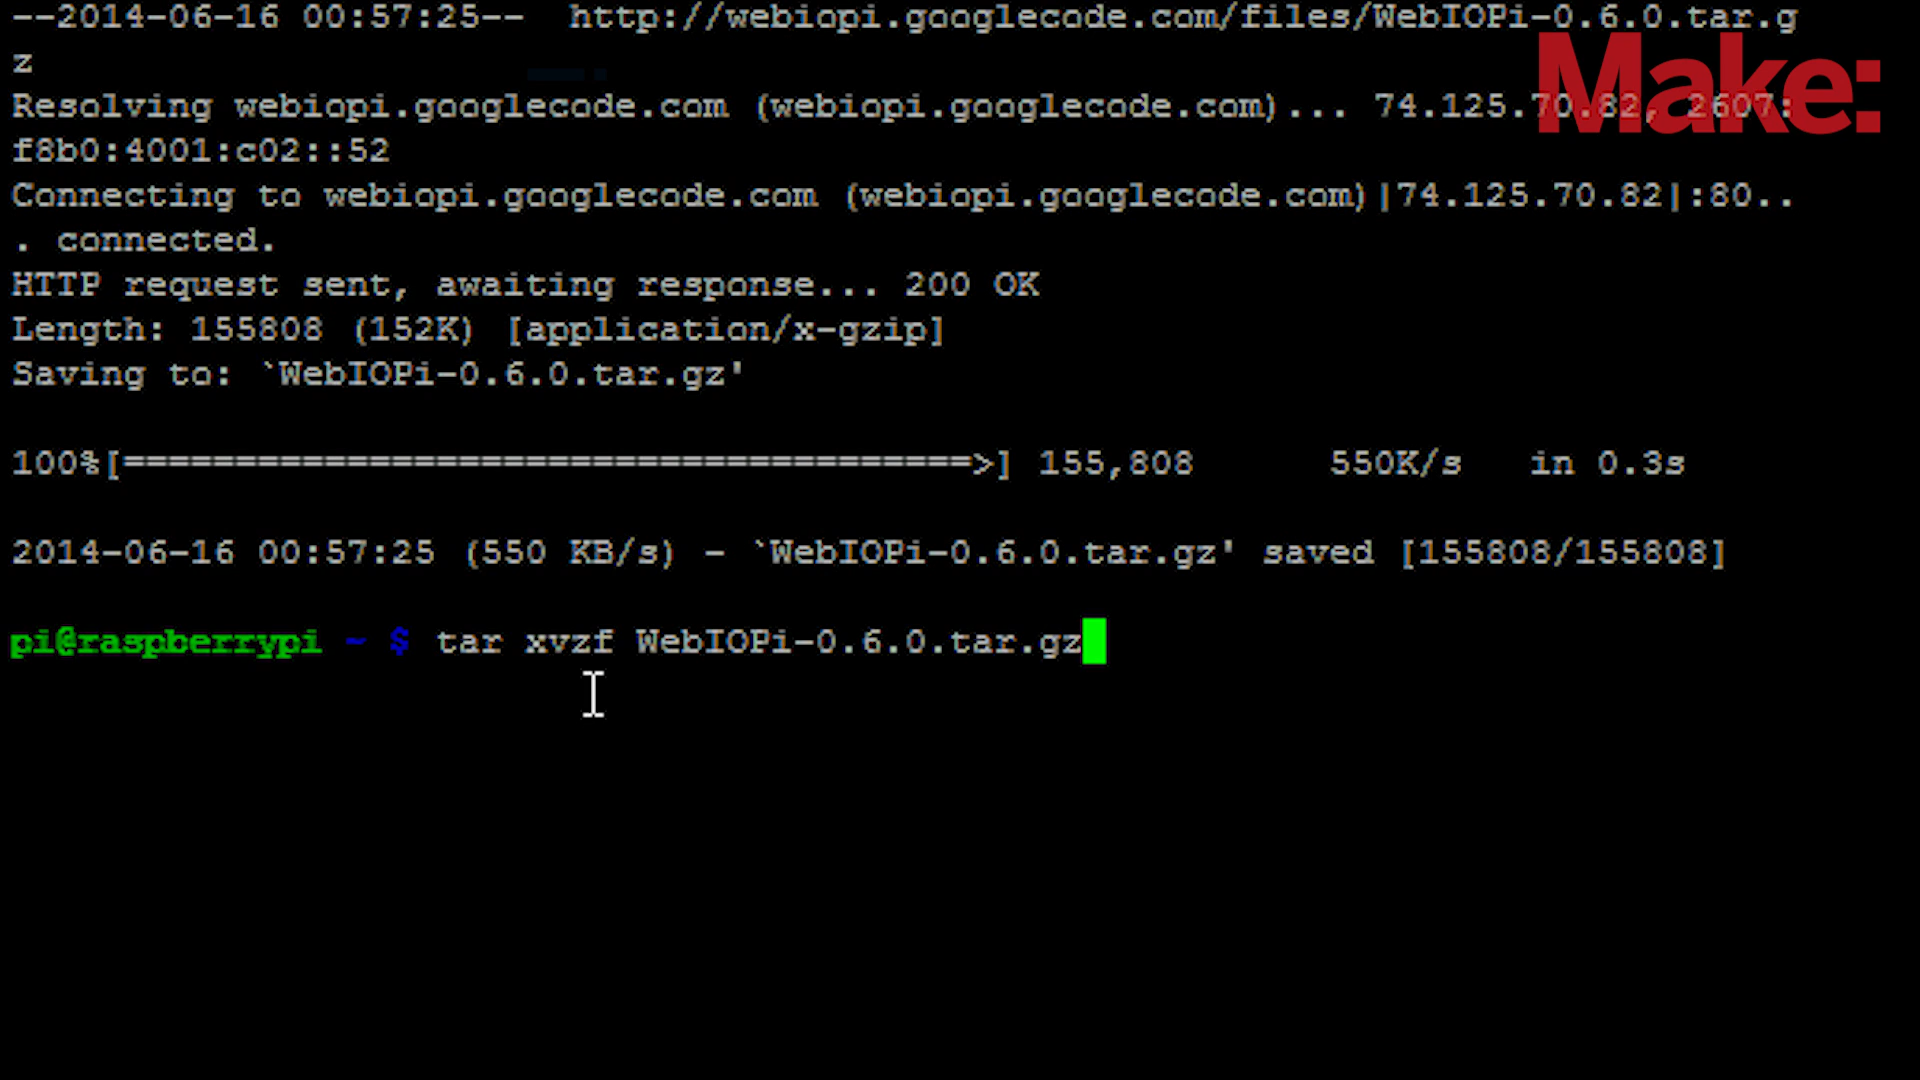 --2014-06-16 00:57:25--  http://webiopi.googlecode.com/files/WebIOPi-0.6.0.tar.g
z
Make:
Resolving webiopi.googlecode.com (webiopi.googlecode.com)... 74.125.70.82, 2607:
f8b0:4001:c02::52
Connecting to webiopi.googlecode.com (webiopi.googlecode.com)|74.125.70.82|:80..
. connected.
HTTP request sent, awaiting response... 200 OK
Length: 155808 (152K) [application/x-gzip]
Saving to: `WebIOPi-0.6.0.tar.gz'
100%[======================================>] 155,808      550K/s   in 0.3s
2014-06-16 00:57:25 (550 KB/s) - `WebIOPi-0.6.0.tar.gz' saved [155808/155808]
pi@raspberrypi ~ $ tar xvzf WebIOPi-0.6.0.tar.gz